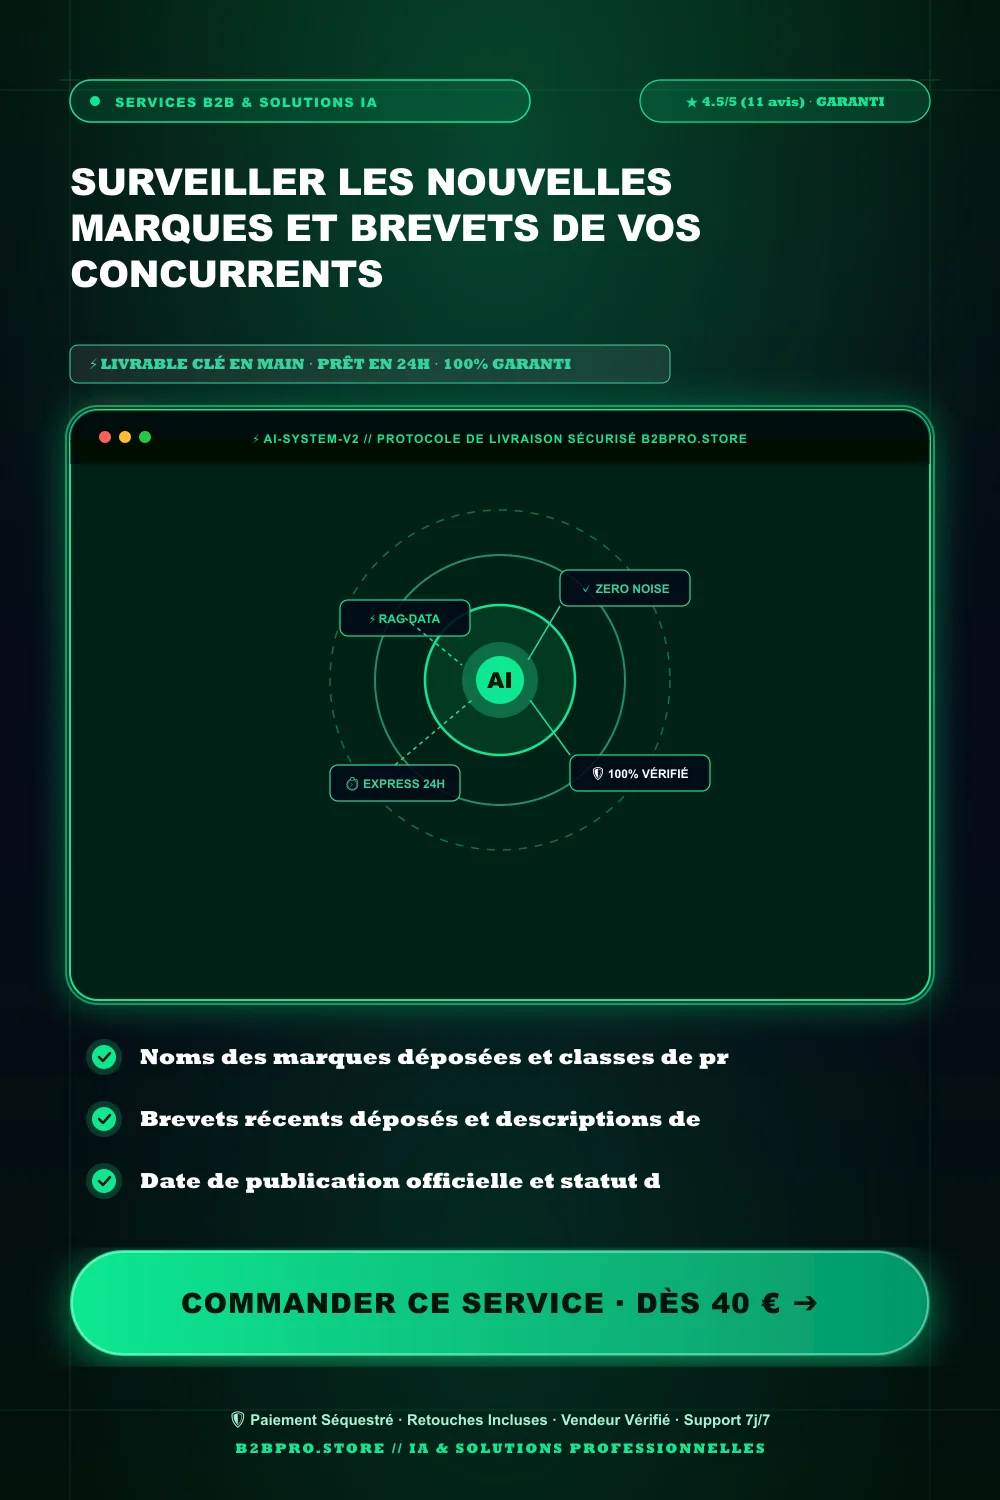 SERVICES B2B & SOLUTIONS IA
★ 4.5/5 (11 avis) · GARANTI
SURVEILLER LES NOUVELLES
MARQUES ET BREVETS DE VOS
CONCURRENTS
⚡ LIVRABLE CLÉ EN MAIN · PRÊT EN 24H · 100% GARANTI
⚡ AI-SYSTEM-V2 // PROTOCOLE DE LIVRAISON SÉCURISÉ B2BPRO.STORE
✓ ZERO NOISE
⚡ RAG DATA
AI
🛡 100% VÉRIFIÉ
⏱ EXPRESS 24H
Noms des marques déposées et classes de pr
Brevets récents déposés et descriptions de
Date de publication officielle et statut d
COMMANDER CE SERVICE · DÈS 40 € ➔
🛡 Paiement Séquestré · Retouches Incluses · Vendeur Vérifié · Support 7j/7
B2BPRO.STORE // IA & SOLUTIONS PROFESSIONNELLES